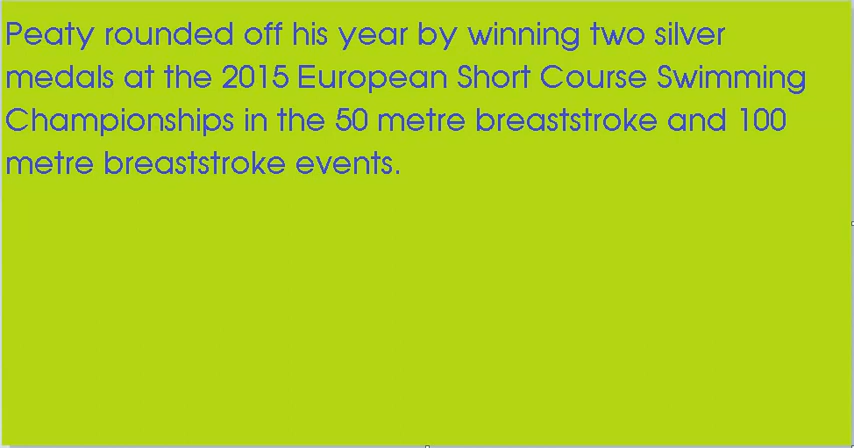 Peaty rounded off his year by winning two silver
medals at the 2015 European Short Course Swimming
Championships in the 50 metre breaststroke and 100
metre breaststroke events.